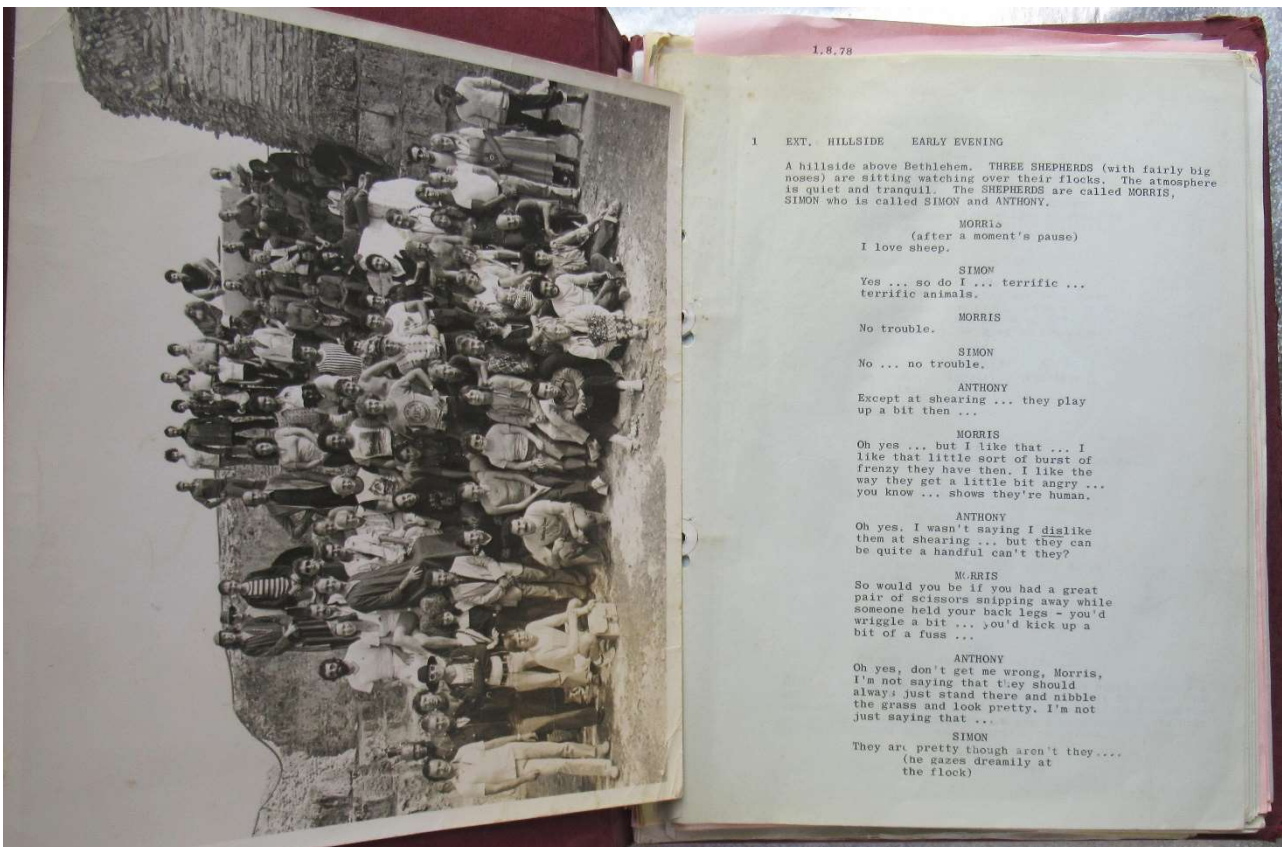 1.8.78
1 EXT. HILLSIDE EARLY EVENING
A hillside above Bethlehem. THREE SHEPHERDS (with fairly big
noses) are sitting watching over their flocks. The atmosphere
is quiet and tranquil. The SHEPHERDS are called MORRIS,
SIMON who is called SIMON and ANTHONY.
MORRIS
(after a moment's pause)
I love sheep.
SIMON
Yes ... so do I ... terrific ...
terrific animals.
MORRIS
No trouble.
SIMON
No ... no trouble.
ANTHONY
Except at shearing ... they play
up a bit then ...
MORRIS
Oh yes ... but I like that ... I
like that little sort of burst of
frenzy they have then. I like the
way they get a little bit angry ...
you know ... shows they're human.
ANTHONY
Oh yes. I wasn't saying I dislike
them at shearing ... but they can
be quite a handful can't they?
MORRIS
So would you be if you had a great
pair of scissors snipping away while
someone held your back legs - you'd
wriggle a bit ... you'd kick up a
bit of a fuss ...
ANTHONY
Oh yes, don't get me wrong, Morris,
I'm not saying that they should
always just stand there and nibble
the grass and look pretty. I'm not
just saying that ...
SIMON
They are pretty though aren't they....
(he gazes dreamily at
the flock)